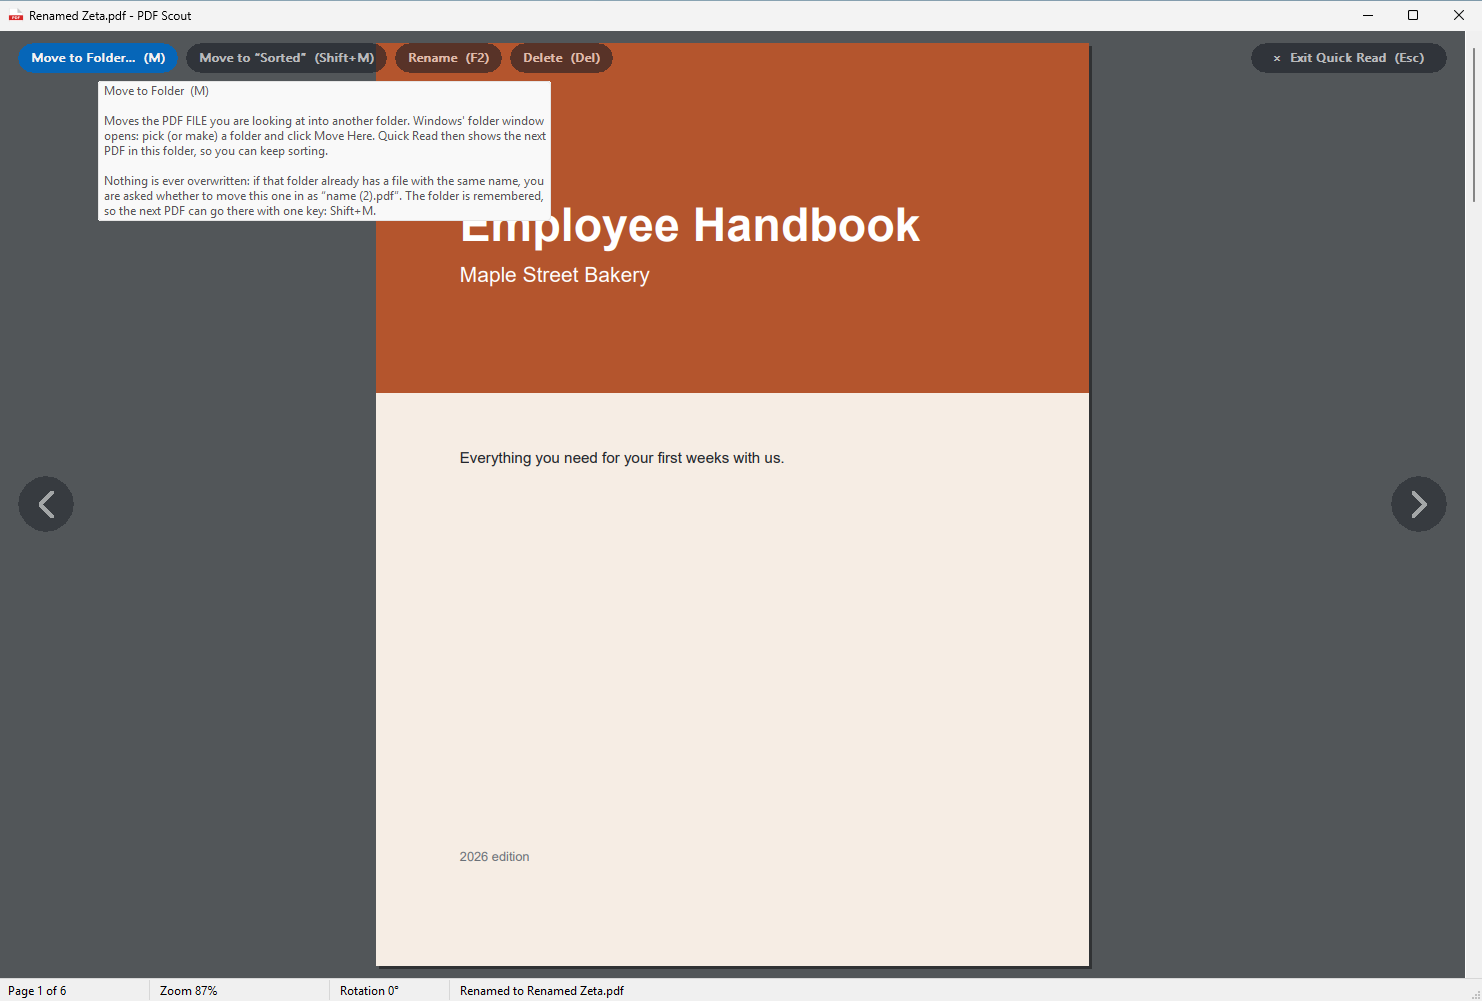 Renamed Zeta.pdf - PDF Scout
Move to Folder... (M)
Move to “Sorted” (Shift+M)
Rename (F2)
Delete (Del)
× Exit Quick Read (Esc)
Move to Folder (M)
Moves the PDF FILE you are looking at into another folder. Windows' folder window
opens: pick (or make) a folder and click Move Here. Quick Read then shows the next
PDF in this folder, so you can keep sorting.
Nothing is ever overwritten: if that folder already has a file with the same name, you
are asked whether to move this one in as “name (2).pdf”. The folder is remembered,
so the next PDF can go there with one key: Shift+M.
Employee Handbook
Maple Street Bakery
Everything you need for your first weeks with us.
2026 edition
Page 1 of 6
Zoom 87%
Rotation 0°
Renamed to Renamed Zeta.pdf